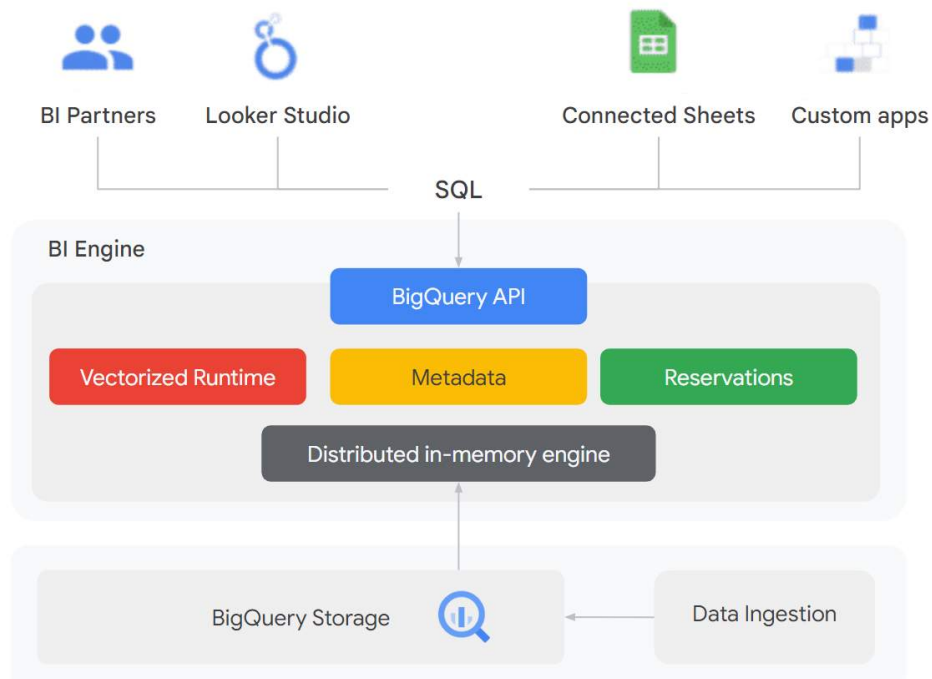 BI Partners
Looker Studio
Connected Sheets
Custom apps
SQL
BI Engine
BigQuery API
Vectorized Runtime
Metadata
Reservations
Distributed in-memory engine
BigQuery Storage
Data Ingestion